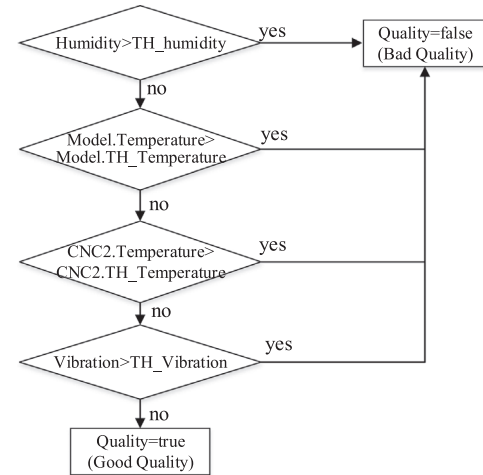 Humidity>TH_humidity
yes
Quality=false
(Bad Quality)
no
Model.Temperature>
Model.TH_Temperature
yes
no
CNC2.Temperature>
CNC2.TH_Temperature
yes
no
Vibration>TH_Vibration
yes
no
Quality=true
(Good Quality)